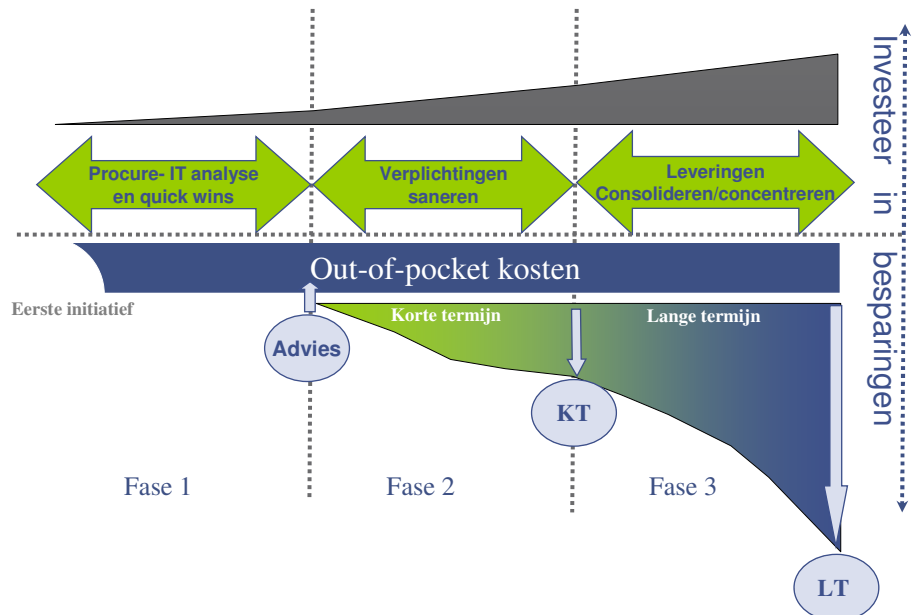 Investeer in
besparingen
Procure- IT analyse
en quick wins
Verplichtingen
saneren
Leveringen
Consolideren/concentreren
Out-of-pocket kosten
Eerste initiatief
Korte termijn
Lange termijn
Advies
KT
Fase 1
Fase 2
Fase 3
LT